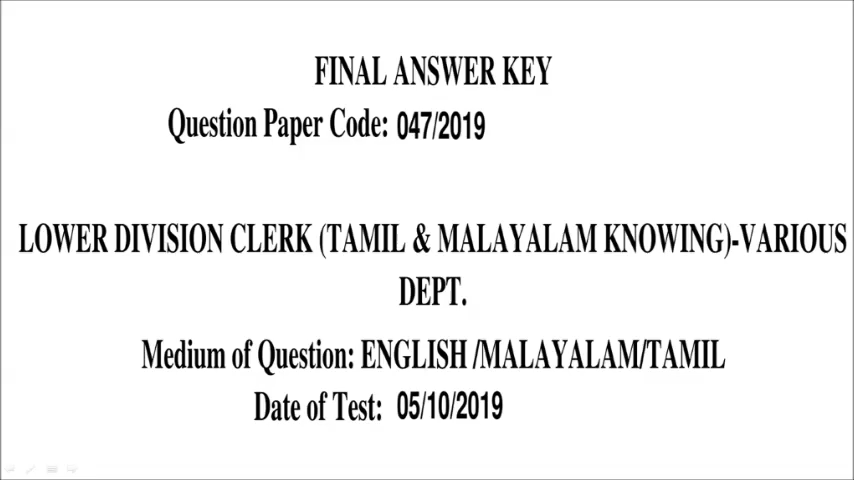 FINAL ANSWER KEY
Question Paper Code: 047/2019
LOWER DIVISION CLERK (TAMIL & MALAYALAM KNOWING)-VARIOUS
DEPT.
Medium of Question: ENGLISH /MALAYALAM/TAMIL
Date of Test: 05/10/2019